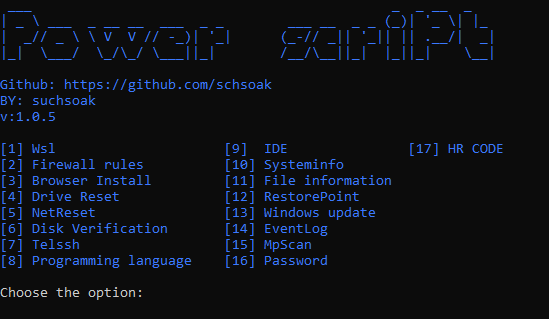 Power script
Github: https://github.com/schsoak
BY: suchsoak
v:1.0.5
[1] Wsl [9] IDE [17] HR CODE
[2] Firewall rules [10] Systeminfo
[3] Browser Install [11] File information
[4] Drive Reset [12] RestorePoint
[5] NetReset [13] Windows update
[6] Disk Verification [14] EventLog
[7] Telssh [15] MpScan
[8] Programming language [16] Password
Choose the option: